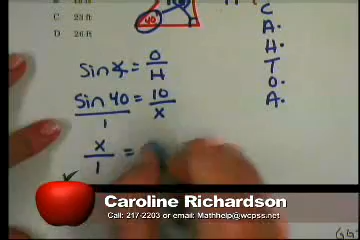 40
C 23 ft
D 26 ft
C
A.
H.
T
O.
A.
Sin ∡ = O/H
Sin 40/1 = 10/x
x/1 =
Caroline Richardson
Call: 217-2203 or email: Mathhelp@wcpss.net